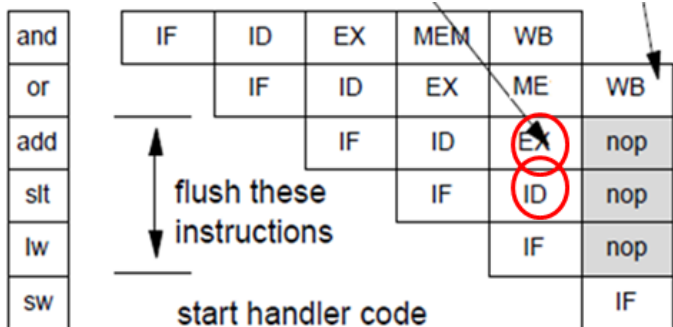 and IF ID EX MEM WB
or IF ID EX ME WB
add IF ID EX nop
slt flush these IF ID nop
instructions
lw IF nop
sw start handler code IF